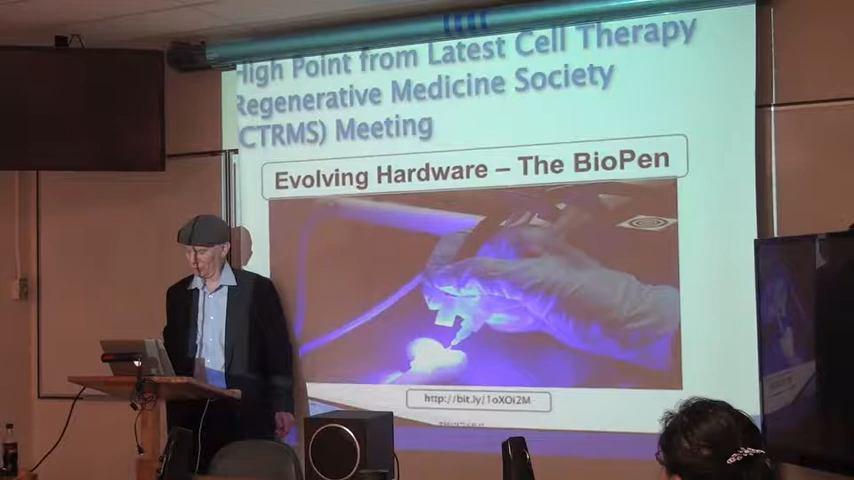 High Point from Latest Cell Therapy
Regenerative Medicine Society
(CTRMS) Meeting
Evolving Hardware – The BioPen
http://bit.ly/1oXOi2M